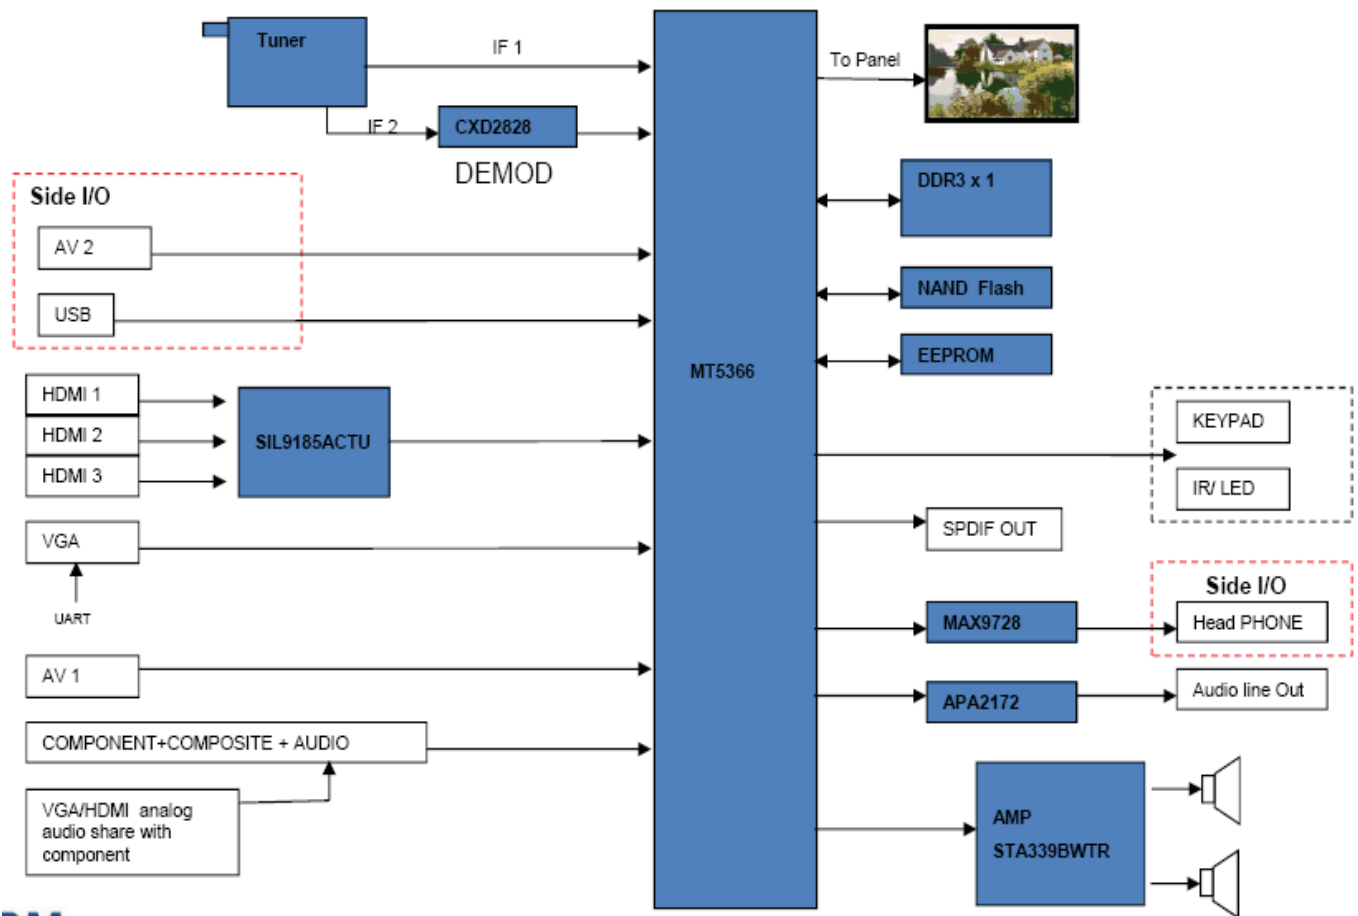 Tuner
IF 1
To Panel
IF 2
CXD2828
DEMOD
DDR3 x 1
Side I/O
AV 2
NAND Flash
USB
EEPROM
MT5366
HDMI 1
HDMI 2
HDMI 3
SIL9185ACTU
KEYPAD
IR/ LED
SPDIF OUT
VGA
UART
Side I/O
MAX9728
Head PHONE
AV 1
APA2172
Audio line Out
COMPONENT+COMPOSITE + AUDIO
VGA/HDMI analog
audio share with
component
AMP
STA339BWTR